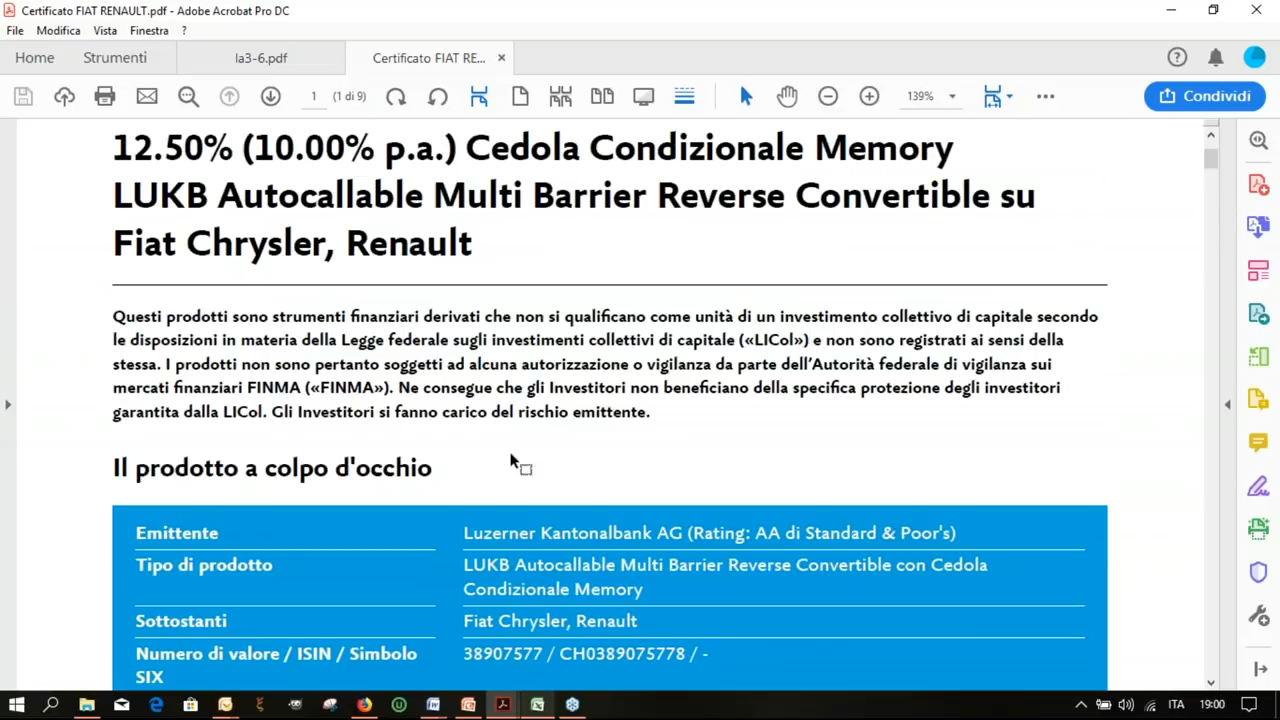 Certificato FIAT RENAULT.pdf - Adobe Acrobat Pro DC
File Modifica Vista Finestra ?
Home Strumenti la3-6.pdf Certificato FIAT RE...
1 (1 di 9) 139% Condividi
12.50% (10.00% p.a.) Cedola Condizionale Memory
LUKB Autocallable Multi Barrier Reverse Convertible su
Fiat Chrysler, Renault
Questi prodotti sono strumenti finanziari derivati che non si qualificano come unità di un investimento collettivo di capitale secondo
le disposizioni in materia della Legge federale sugli investimenti collettivi di capitale («LICol») e non sono registrati ai sensi della
stessa. I prodotti non sono pertanto soggetti ad alcuna autorizzazione o vigilanza da parte dell'Autorità federale di vigilanza sui
mercati finanziari FINMA («FINMA»). Ne consegue che gli Investitori non beneficiano della specifica protezione degli investitori
garantita dalla LICol. Gli Investitori si fanno carico del rischio emittente.
Il prodotto a colpo d'occhio
Emittente Luzerner Kantonalbank AG (Rating: AA di Standard & Poor's)
Tipo di prodotto LUKB Autocallable Multi Barrier Reverse Convertible con Cedola
Condizionale Memory
Sottostanti Fiat Chrysler, Renault
Numero di valore / ISIN / Simbolo 38907577 / CH0389075778 / -
SIX
ITA 19:00